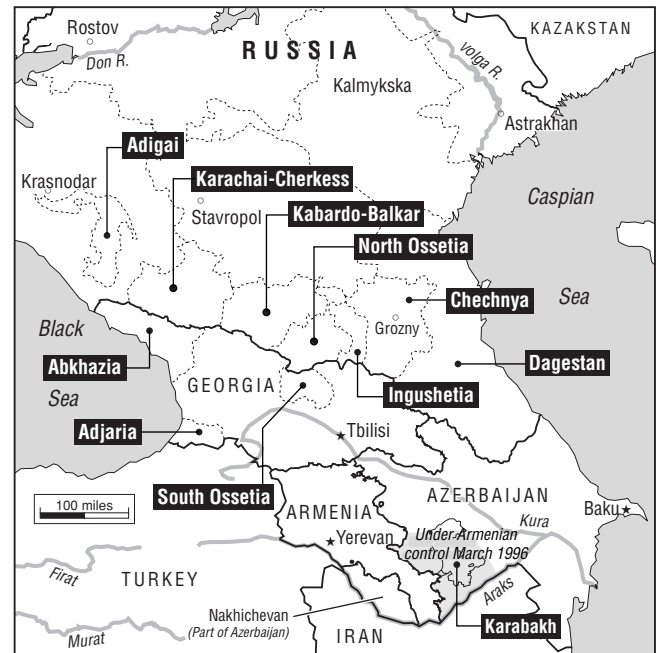 Rostov
Don R.
RUSSIA
Volga R.
KAZAKSTAN
Kalmykska
Astrakhan
Adigai
Krasnodar
Karachai-Cherkess
Stavropol
Kabardo-Balkar
Caspian
Sea
North Ossetia
Chechnya
Grozny
Black
Sea
Abkhazia
GEORGIA
Ingushetia
Dagestan
Adjaria
Tbilisi
South Ossetia
100 miles
ARMENIA
AZERBAIJAN
Baku
Kura
Yerevan
Under Armenian
control March 1996
Firat
TURKEY
Araks
Nakhichevan
(Part of Azerbaijan)
Murat
IRAN
Karabakh